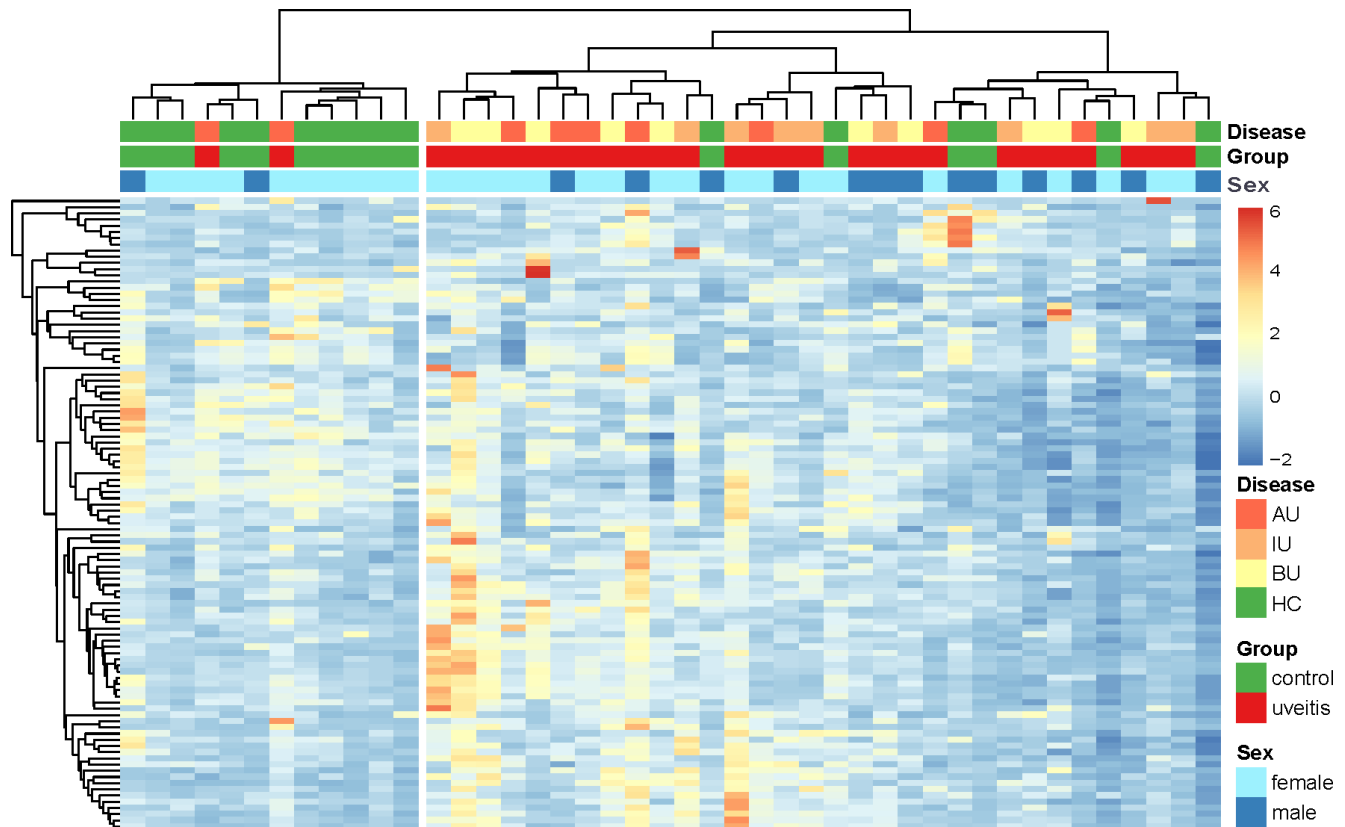 Disease
Group
Sex
6
4
2
0
−2
Disease
AU
IU
BU
HC
Group
control
uveitis
Sex
female
male